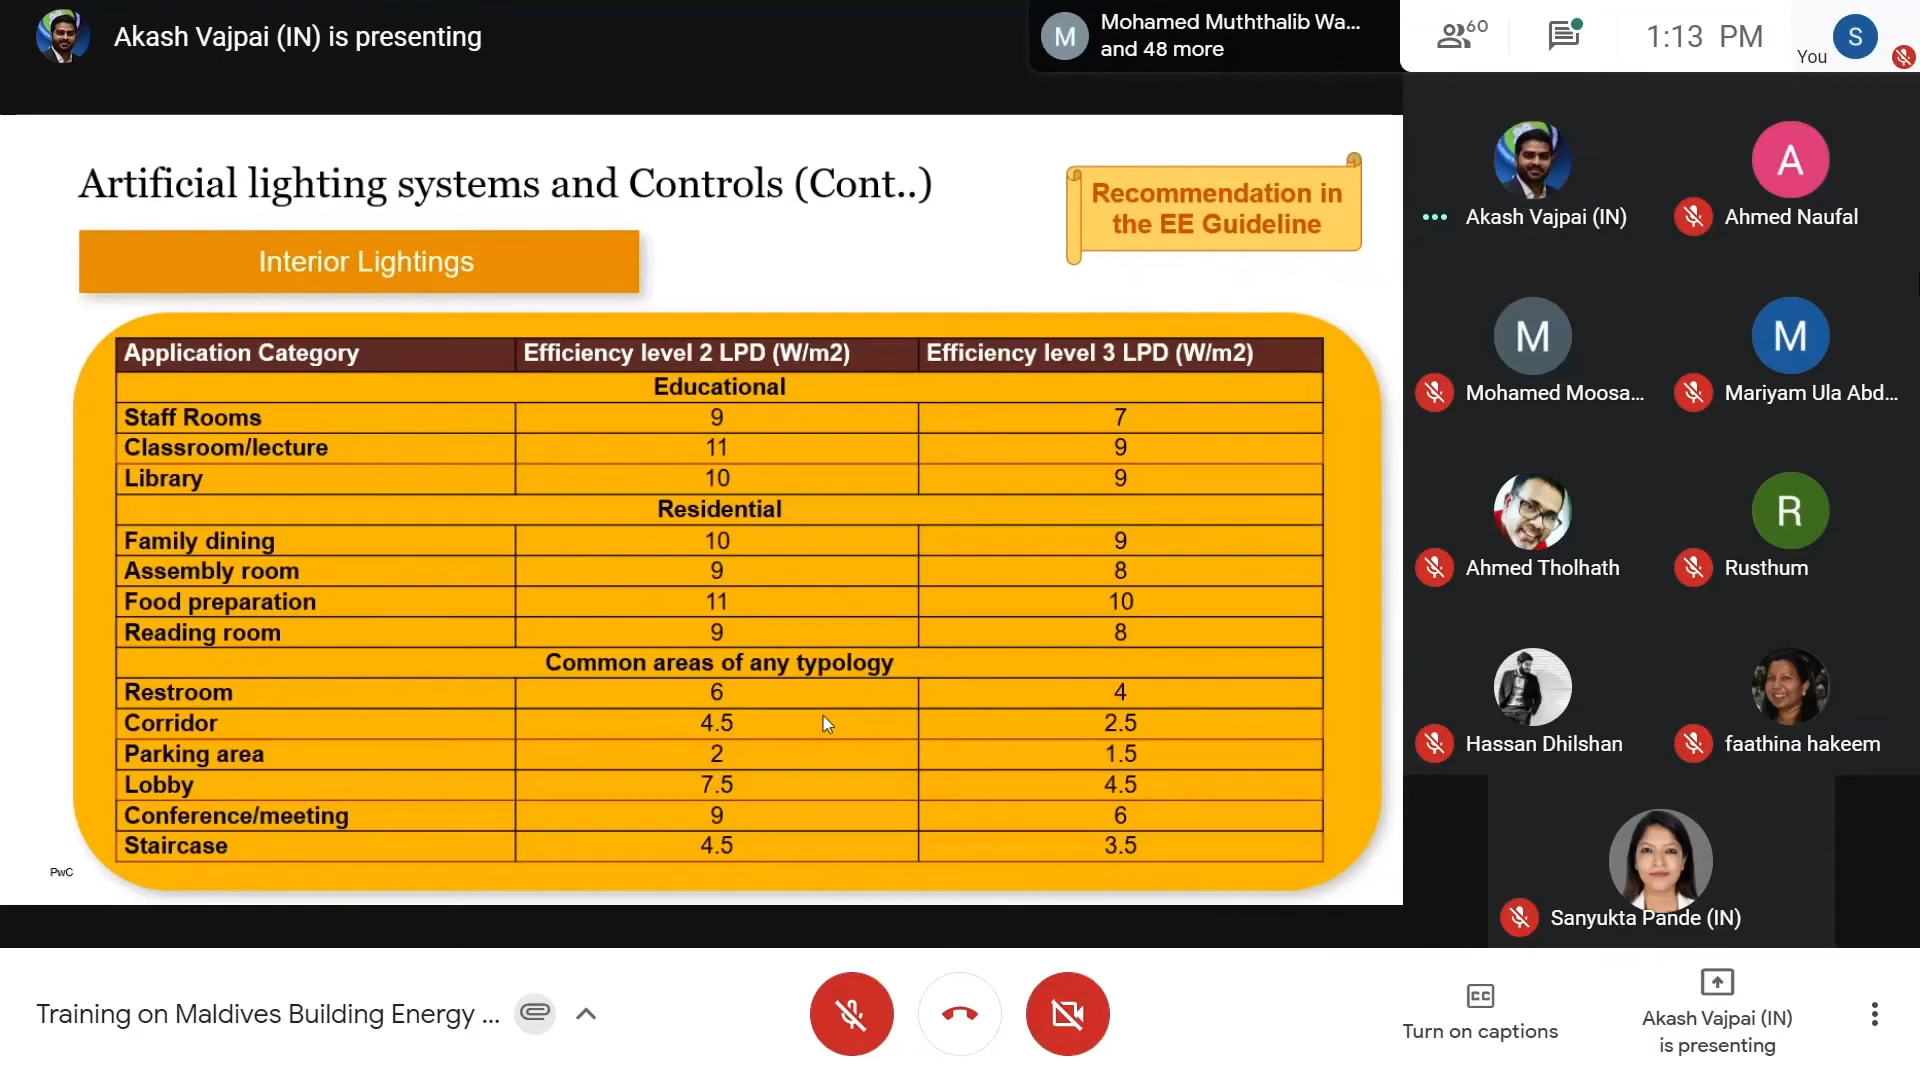 Akash Vajpai (IN) is presenting
M
Mohamed Muththalib Wa...
and 48 more
60
1:13 PM
You
S
Artificial lighting systems and Controls (Cont..)
Recommendation in
the EE Guideline
Interior Lightings
Application Category Efficiency level 2 LPD (W/m2) Efficiency level 3 LPD (W/m2)
Educational
Staff Rooms 9 7
Classroom/lecture 11 9
Library 10 9
Residential
Family dining 10 9
Assembly room 9 8
Food preparation 11 10
Reading room 9 8
Common areas of any typology
Restroom 6 4
Corridor 4.5 2.5
Parking area 2 1.5
Lobby 7.5 4.5
Conference/meeting 9 6
Staircase 4.5 3.5
PwC
A
Akash Vajpai (IN) Ahmed Naufal
M M
Mohamed Moosa... Mariyam Ula Abd...
R
Ahmed Tholhath Rusthum
Hassan Dhilshan faathina hakeem
Sanyukta Pande (IN)
Training on Maldives Building Energy ...
CC
Turn on captions
Akash Vajpai (IN)
is presenting